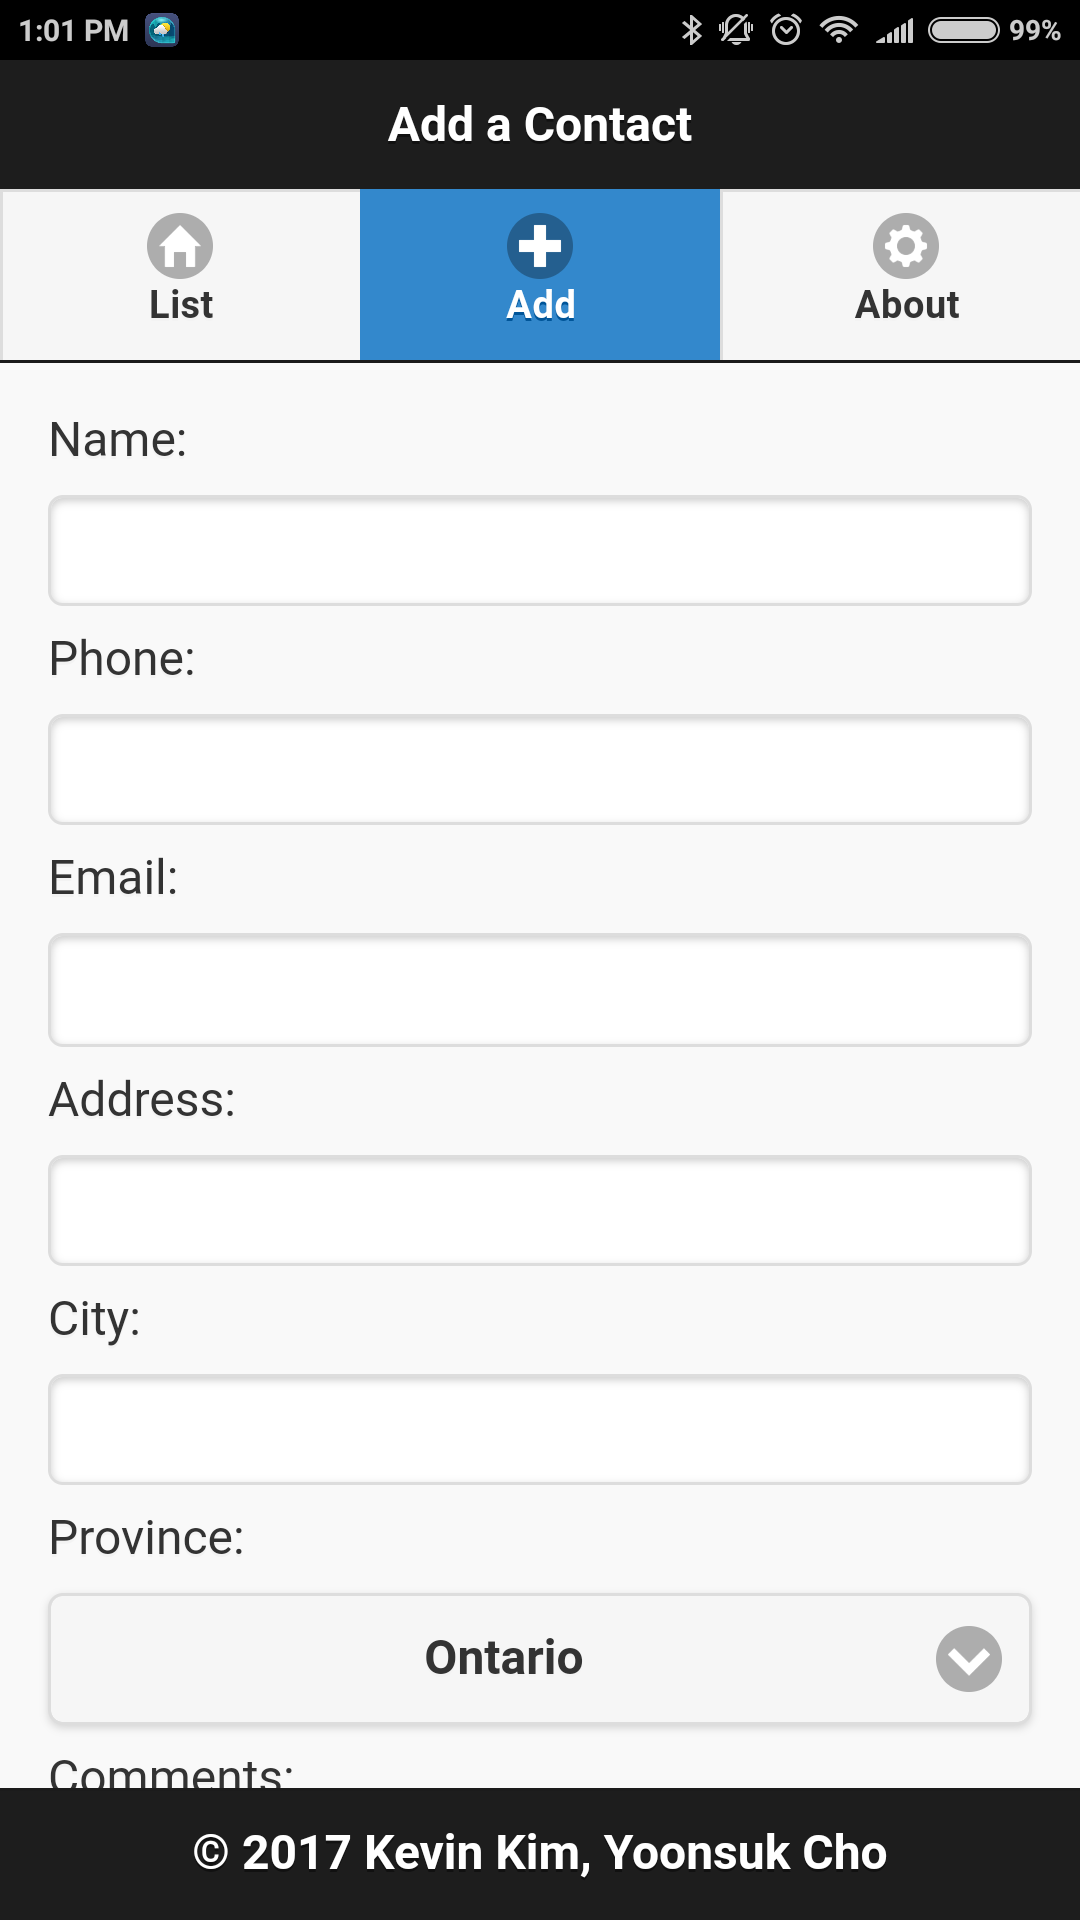 1:01 PM 99%
Add a Contact
List Add About
Name:
Phone:
Email:
Address:
City:
Province:
Ontario
Comments:
© 2017 Kevin Kim, Yoonsuk Cho